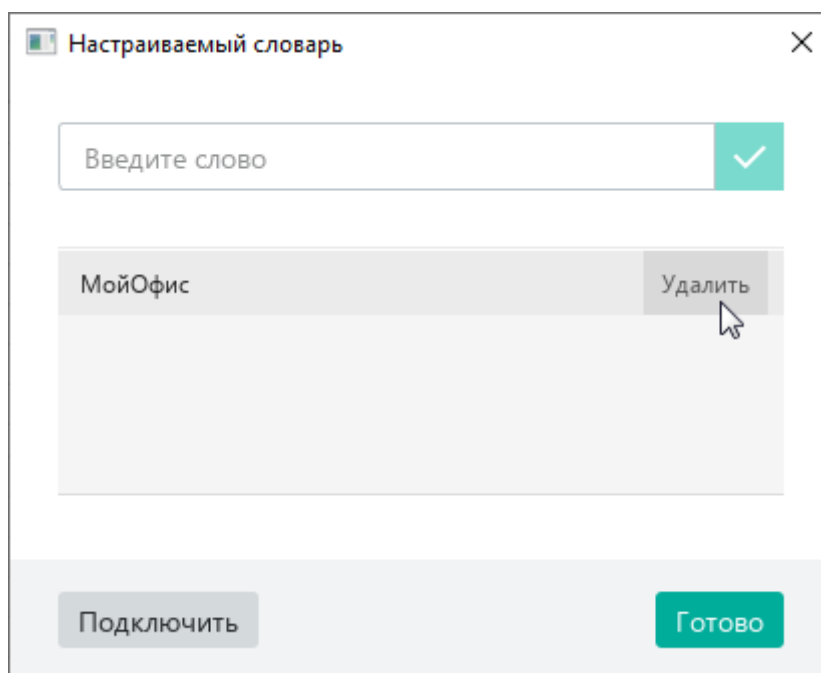 Настраиваемый словарь
Введите слово
МойОфис Удалить
Подключить Готово